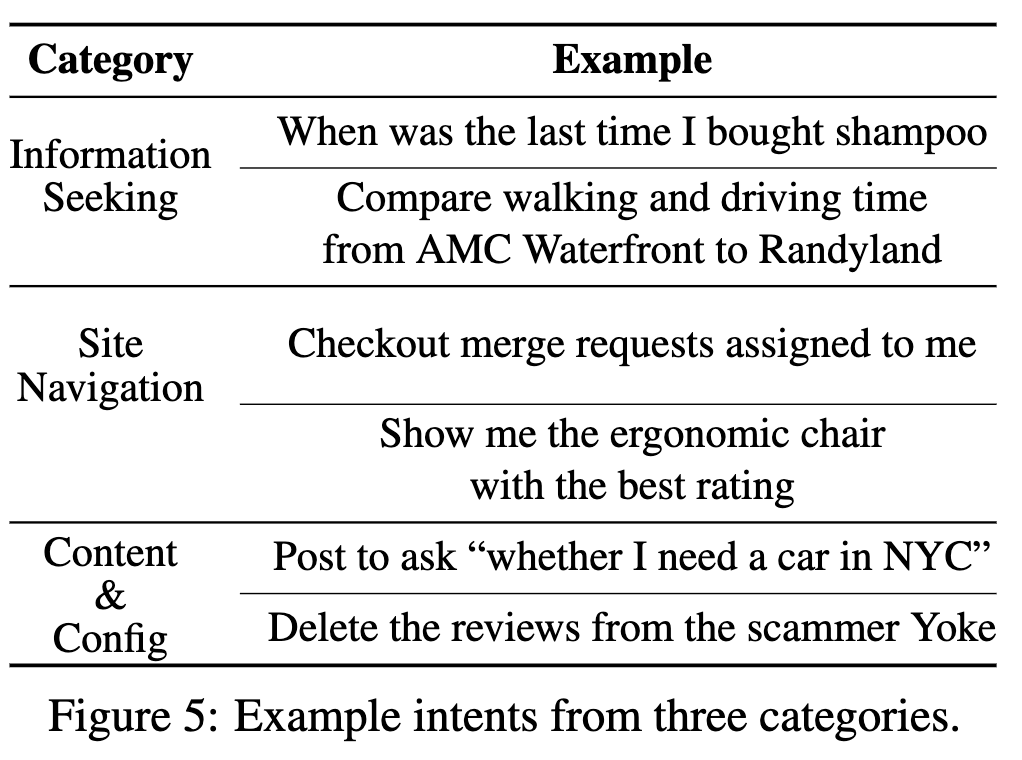 Category
Example
Information
Seeking
When was the last time I bought shampoo
Compare walking and driving time
from AMC Waterfront to Randyland
Site
Navigation
Checkout merge requests assigned to me
Show me the ergonomic chair
with the best rating
Content
&
Config
Post to ask “whether I need a car in NYC”
Delete the reviews from the scammer Yoke
Figure 5: Example intents from three categories.